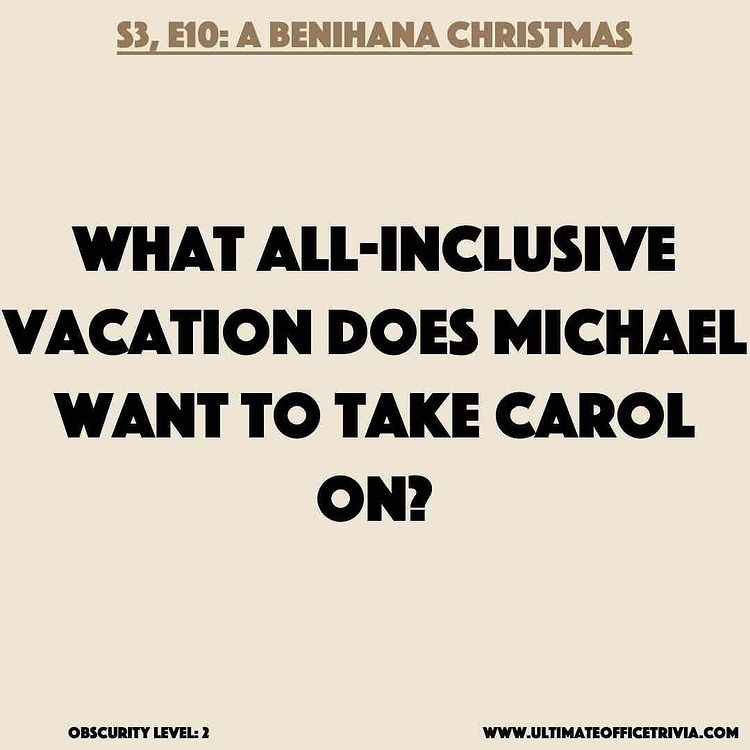 S3, E10: A BENIHANA CHRISTMAS
WHAT ALL-INCLUSIVE
VACATION DOES MICHAEL
WANT TO TAKE CAROL
ON?
OBSCURITY LEVEL: 2
WWW.ULTIMATEOFFICETRIVIA.COM